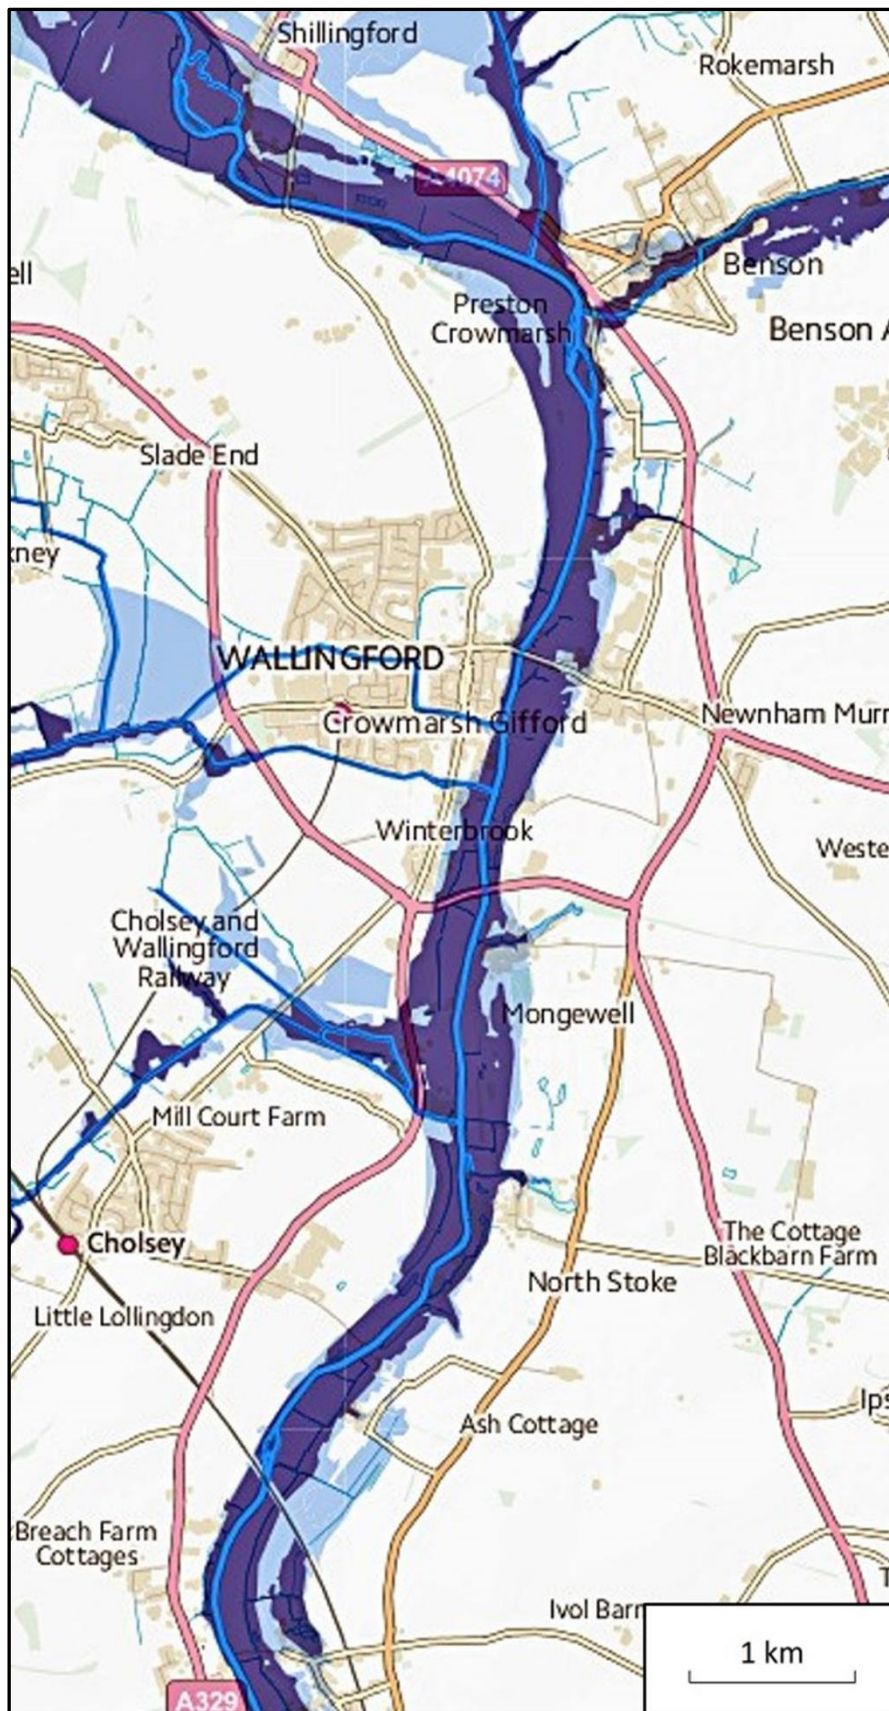 Shillingford
Rokemarsh
A4074
ell
Benson
Preston
Crowmarsh
Benson A
Slade End
kney
WALLINGFORD
Crowmarsh Gifford
Newnham Murr
Winterbrook
Weste
Cholsey and
Wallingford
Railway
Mongewell
Mill Court Farm
The Cottage
Blackbarn Farm
Cholsey
North Stoke
Little Lollingdon
Ips
Ash Cottage
Breach Farm
Cottages
T
Ivol Barn
1 km
A329